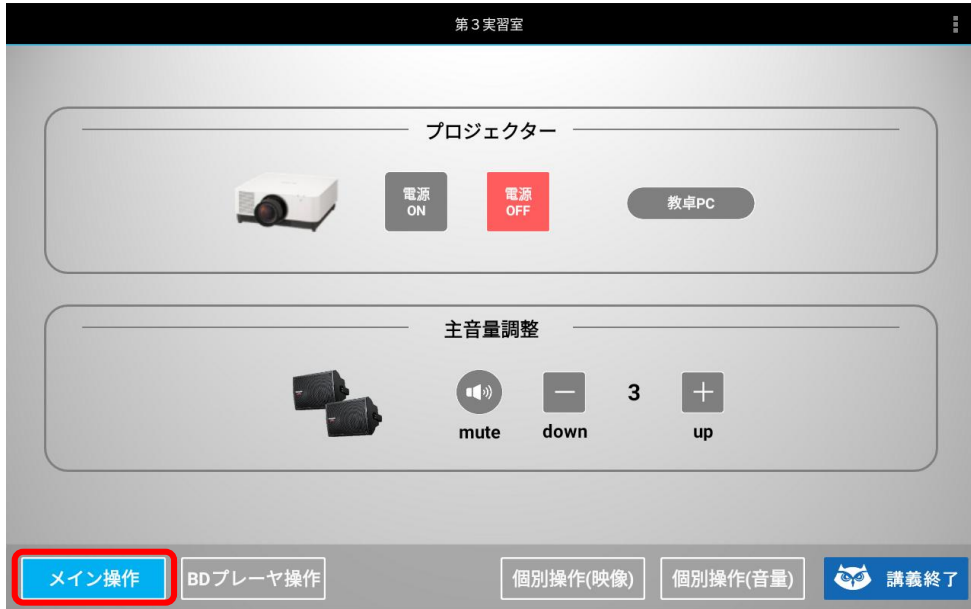 第３実習室
プロジェクター
電源
ON
電源
OFF
教卓PC
主音量調整
3
mute
down
up
メイン操作
BDプレーヤ操作
個別操作(映像)
個別操作(音量)
講義終了